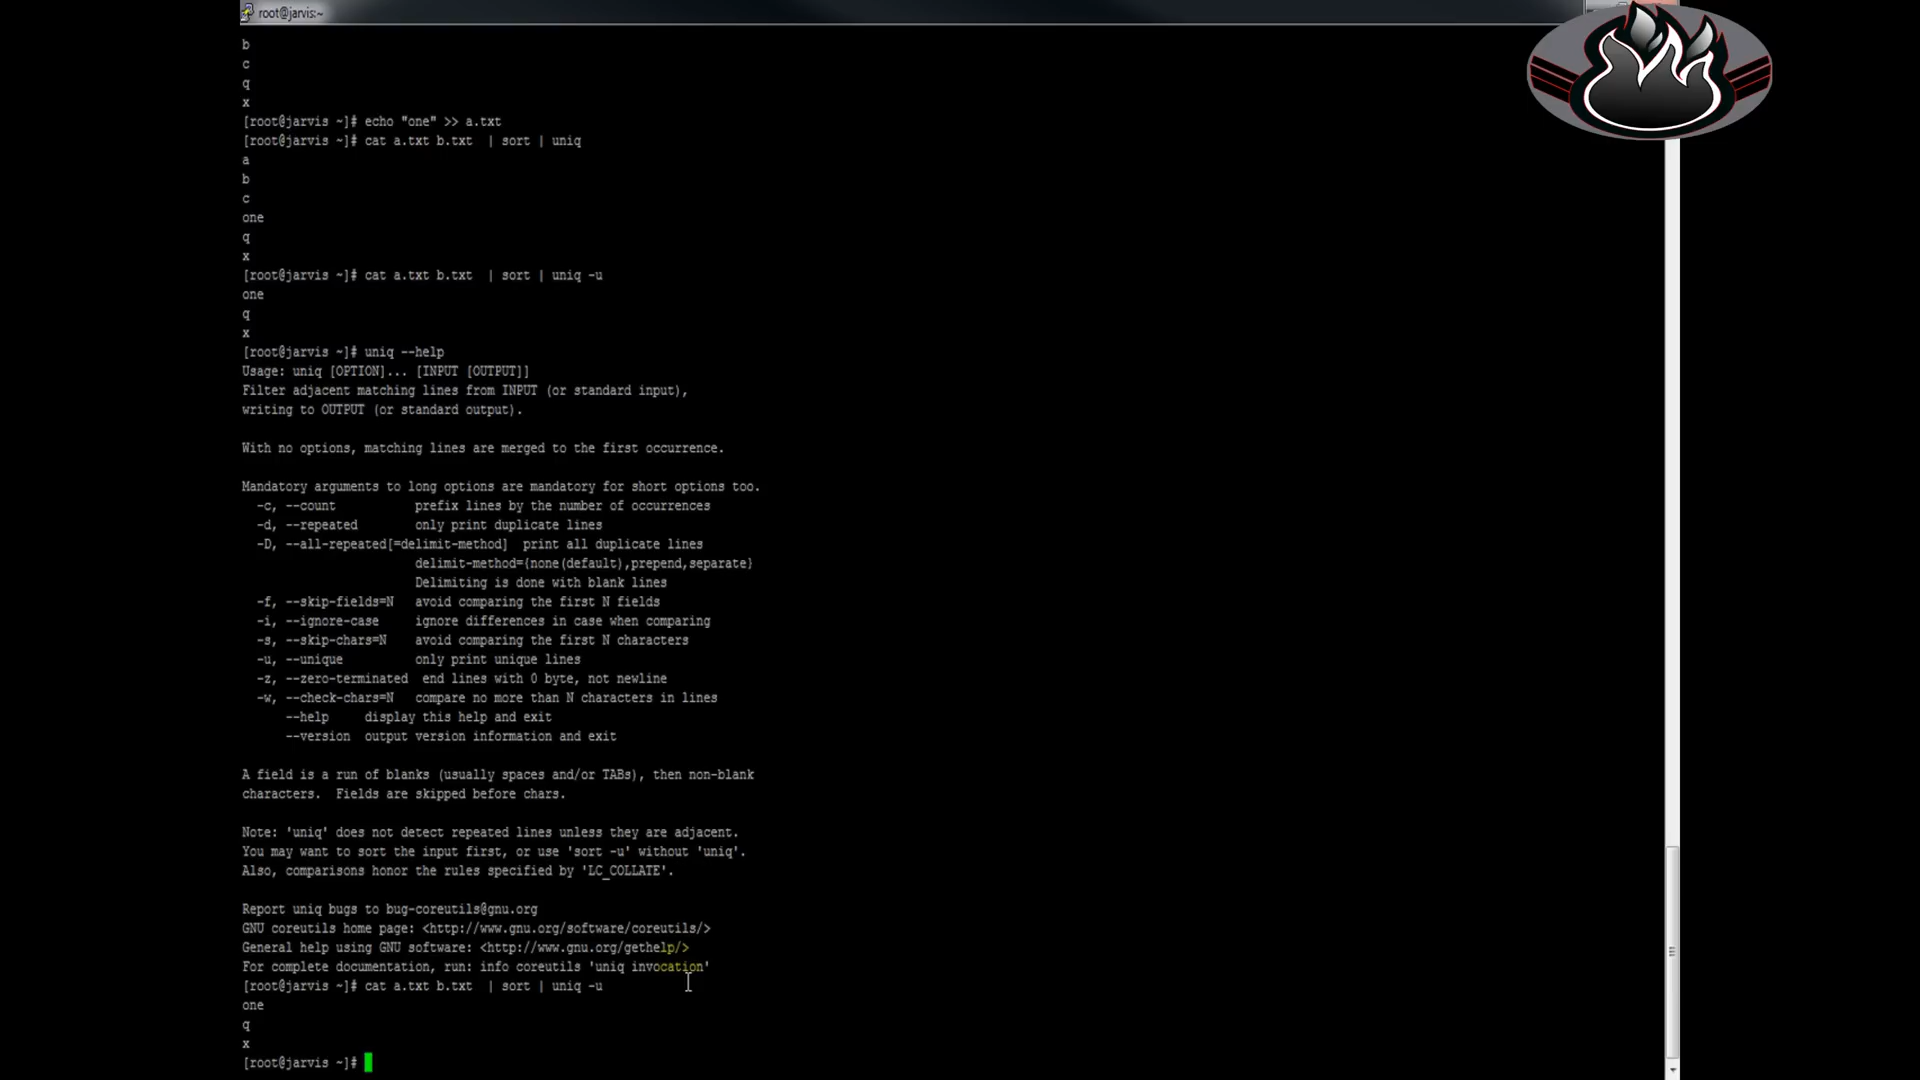 root@jarvis:~
b
c
q
x
[root@jarvis ~]# echo "one" >> a.txt
[root@jarvis ~]# cat a.txt b.txt  | sort | uniq
a
b
c
one
q
x
[root@jarvis ~]# cat a.txt b.txt  | sort | uniq -u
one
q
x
[root@jarvis ~]# uniq --help
Usage: uniq [OPTION]... [INPUT [OUTPUT]]
Filter adjacent matching lines from INPUT (or standard input),
writing to OUTPUT (or standard output).
With no options, matching lines are merged to the first occurrence.
Mandatory arguments to long options are mandatory for short options too.
  -c, --count           prefix lines by the number of occurrences
  -d, --repeated        only print duplicate lines
  -D, --all-repeated[=delimit-method]  print all duplicate lines
                        delimit-method={none(default),prepend,separate}
                        Delimiting is done with blank lines
  -f, --skip-fields=N   avoid comparing the first N fields
  -i, --ignore-case     ignore differences in case when comparing
  -s, --skip-chars=N    avoid comparing the first N characters
  -u, --unique          only print unique lines
  -z, --zero-terminated  end lines with 0 byte, not newline
  -w, --check-chars=N   compare no more than N characters in lines
      --help     display this help and exit
      --version  output version information and exit
A field is a run of blanks (usually spaces and/or TABs), then non-blank
characters.  Fields are skipped before chars.
Note: 'uniq' does not detect repeated lines unless they are adjacent.
You may want to sort the input first, or use 'sort -u' without 'uniq'.
Also, comparisons honor the rules specified by 'LC_COLLATE'.
Report uniq bugs to bug-coreutils@gnu.org
GNU coreutils home page: <http://www.gnu.org/software/coreutils/>
General help using GNU software: <http://www.gnu.org/gethelp/>
For complete documentation, run: info coreutils 'uniq invocation'
[root@jarvis ~]# cat a.txt b.txt  | sort | uniq -u
one
q
x
[root@jarvis ~]#